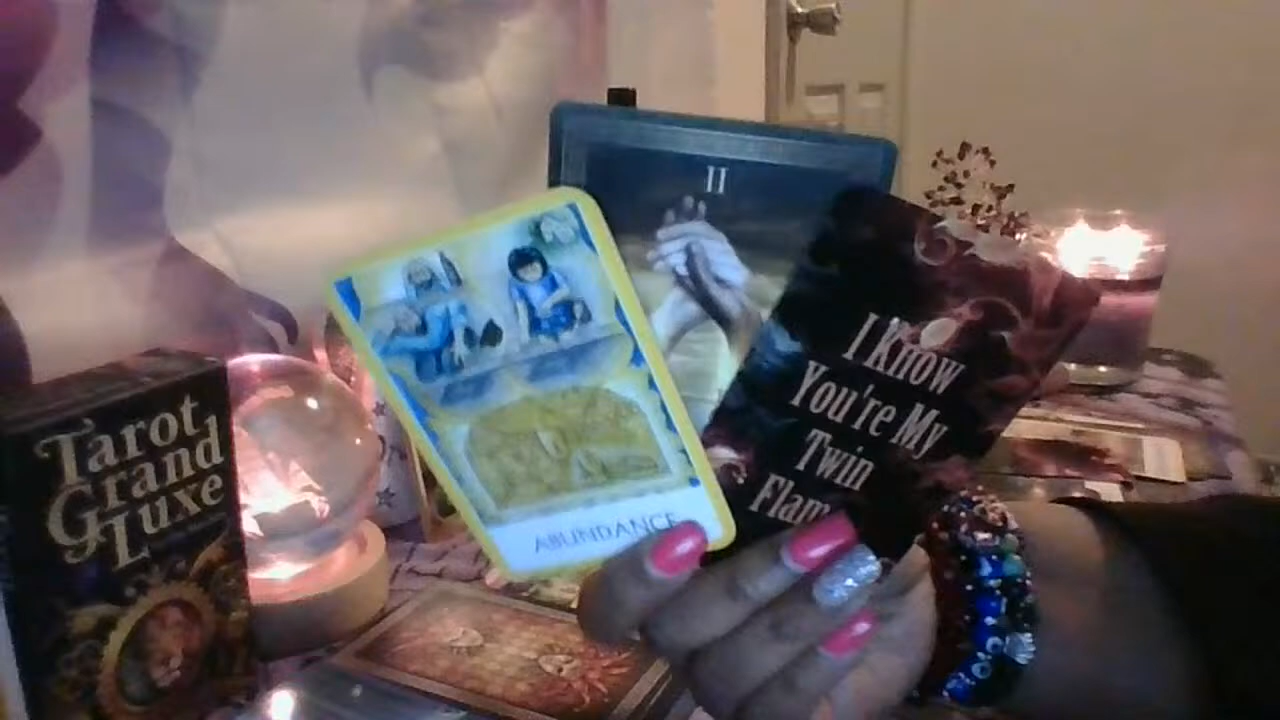 Tarot
Grand
Luxe
II
ABUNDANCE
I Know
You're My
Twin